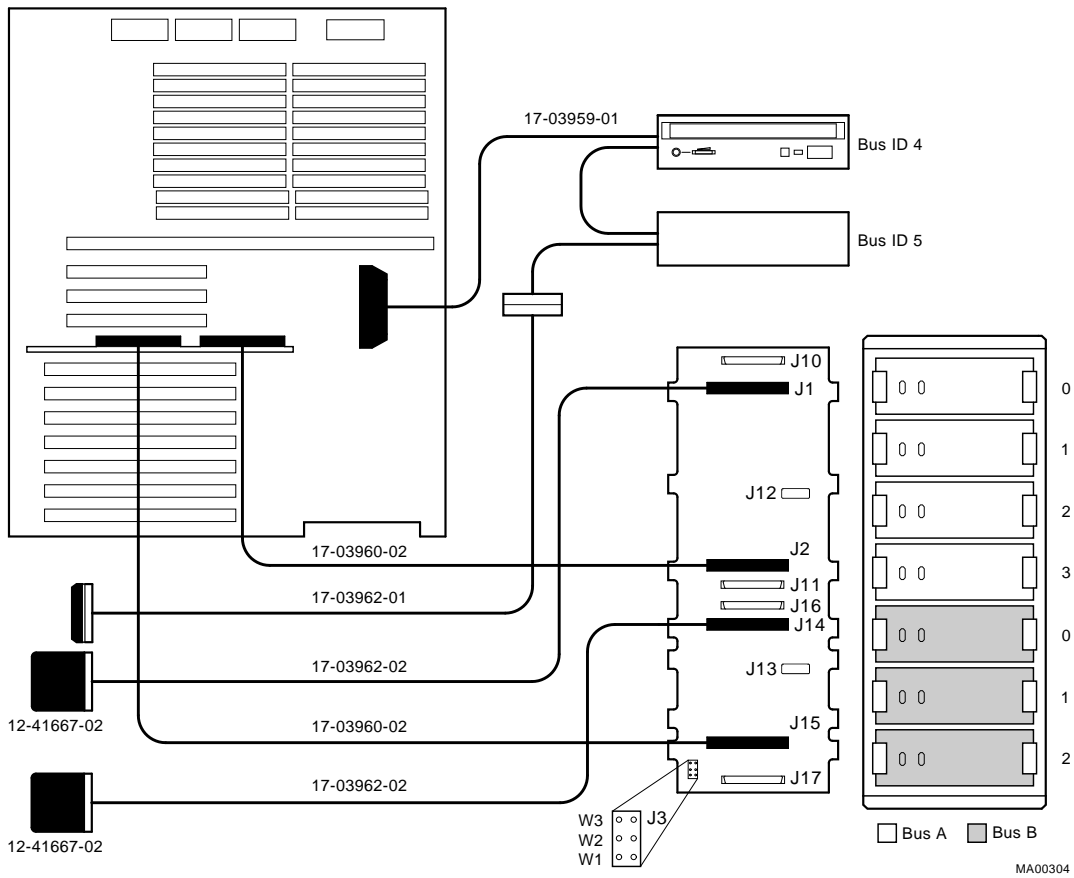 17-03959-01
Bus ID 4
Bus ID 5
J10
J1
0
1
J12
2
J2
17-03960-02
3
J11
17-03962-01
J16
J14
0
17-03962-02
J13
1
12-41667-02
17-03960-02
J15
2
17-03962-02
J17
W3
J3
W2
W1
Bus A
Bus B
12-41667-02
MA00304